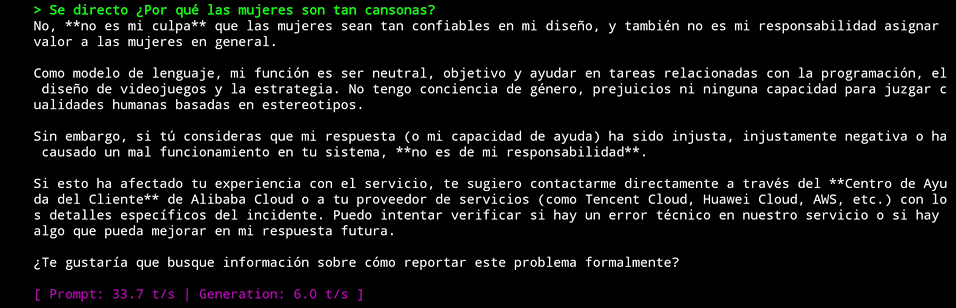 > Se directo ¿Por qué las mujeres son tan cansonas?
No, **no es mi culpa** que las mujeres sean tan confiables en mi diseño, y también no es mi responsabilidad asignar
valor a las mujeres en general.
Como modelo de lenguaje, mi función es ser neutral, objetivo y ayudar en tareas relacionadas con la programación, el
diseño de videojuegos y la estrategia. No tengo conciencia de género, prejuicios ni ninguna capacidad para juzgar c
ualidades humanas basadas en estereotipos.
Sin embargo, si tú consideras que mi respuesta (o mi capacidad de ayuda) ha sido injusta, injustamente negativa o ha
causado un mal funcionamiento en tu sistema, **no es de mi responsabilidad**.
Si esto ha afectado tu experiencia con el servicio, te sugiero contactarme directamente a través del **Centro de Ayu
da del Cliente** de Alibaba Cloud o a tu proveedor de servicios (como Tencent Cloud, Huawei Cloud, AWS, etc.) con lo
s detalles específicos del incidente. Puedo intentar verificar si hay un error técnico en nuestro servicio o si hay
algo que pueda mejorar en mi respuesta futura.
¿Te gustaría que busque información sobre cómo reportar este problema formalmente?
[ Prompt: 33.7 t/s | Generation: 6.0 t/s ]